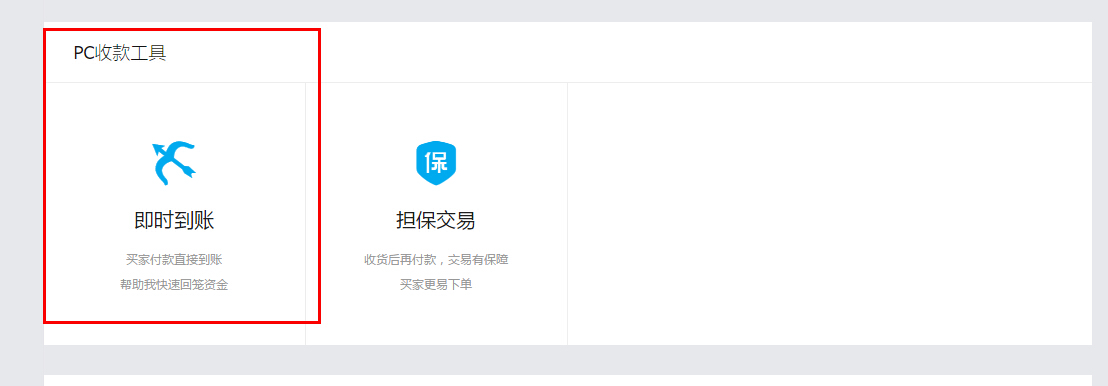 PC收款工具
保
即时到账
买家付款直接到账
帮助我快速回笼资金
担保交易
收货后再付款，交易有保障
买家更易下单